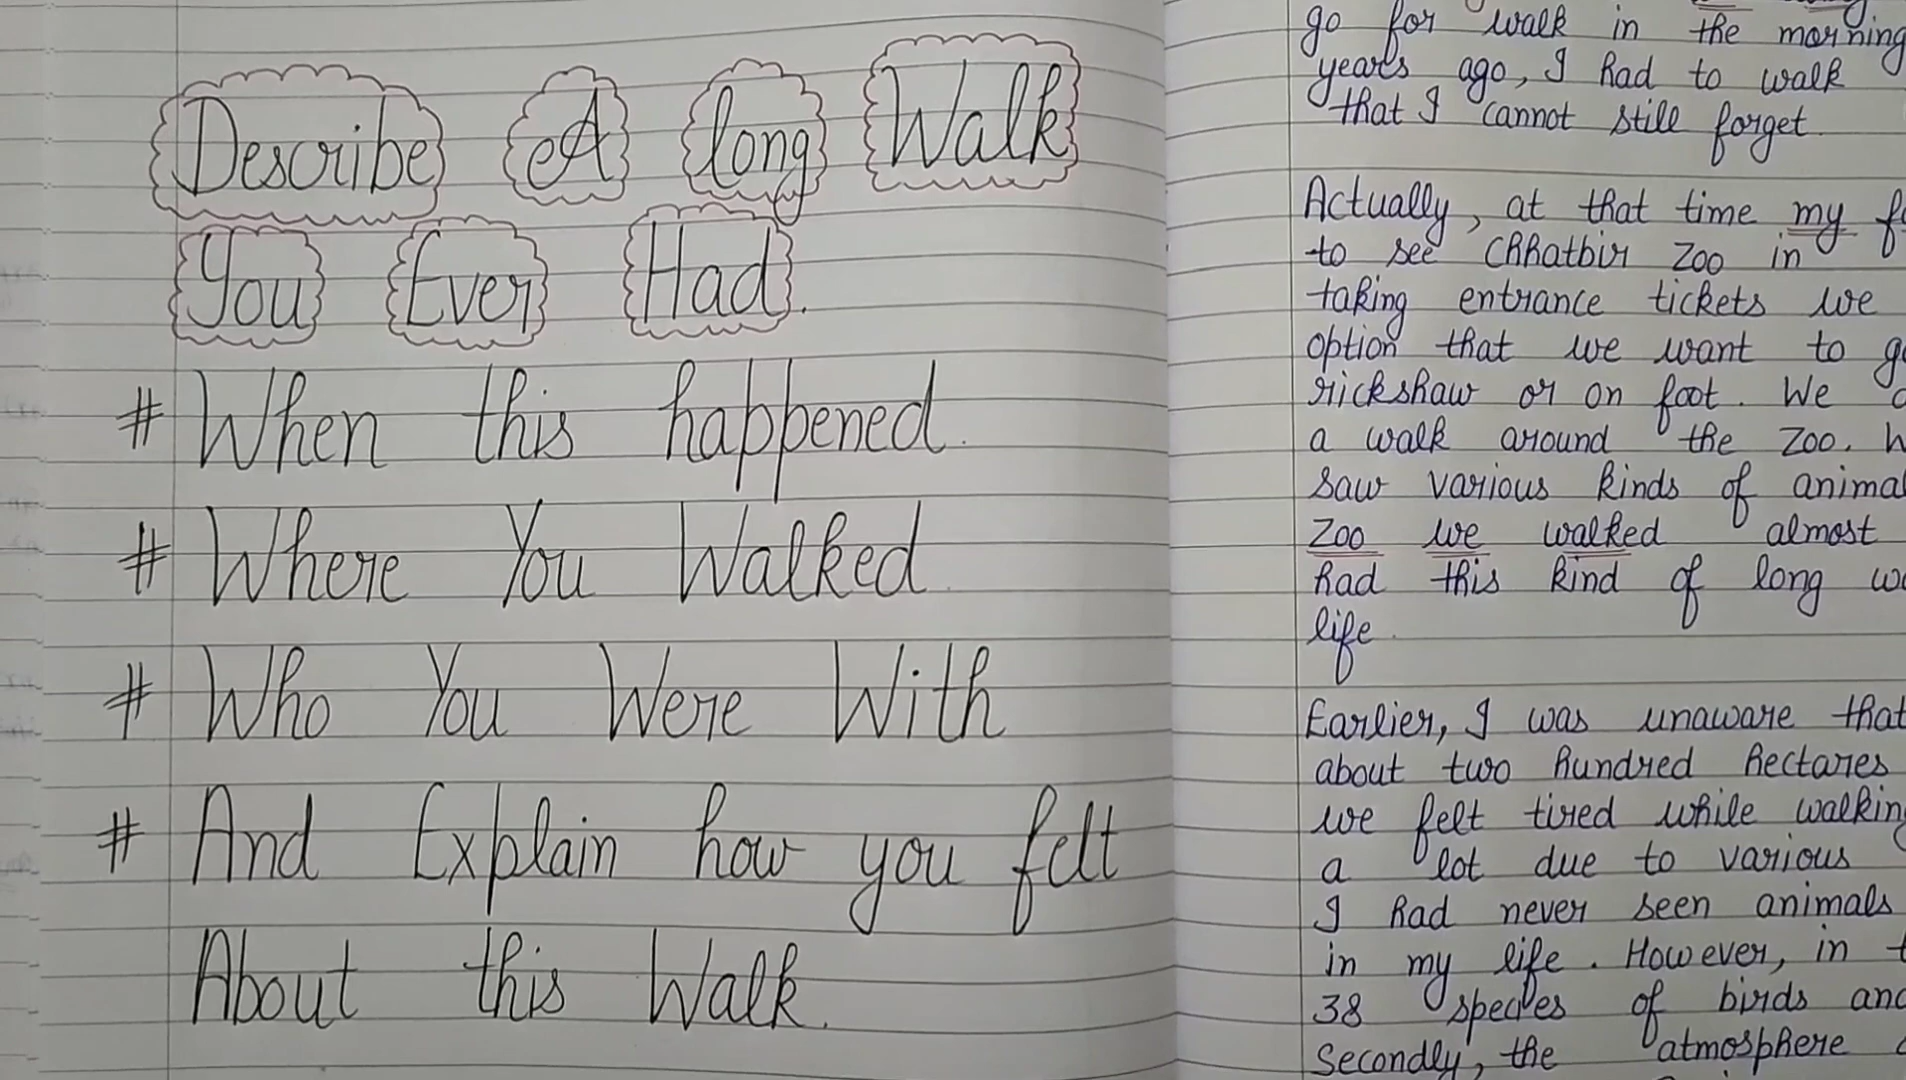 Describe A long Walk
You Ever Had.
# When this happened.
# Where You Walked.
# Who You Were With
# And Explain how you felt
About this Walk.
go for walk in the morning
years ago, I had to walk
that I cannot still forget.
Actually, at that time my
to see Chhatbir Zoo in
taking entrance tickets we
option that we want to
rickshaw or on foot. We
a walk around the zoo.
saw various kinds of
Zoo we walked almost
had this kind of long
life.
Earlier, I was unaware that
about two hundred hectares
we felt tired while
a lot due to various
I had never seen animals
in my life. However, in
38 species of birds
Secondly, the atmosphere